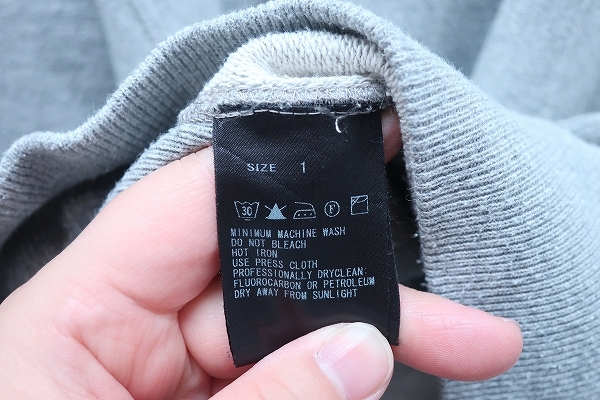 SIZE 1
30 F
MINIMUM MACHINE WASH
DO NOT BLEACH
HOT IRON
USE PRESS CLOTH
PROFESSIONALLY DRYCLEAN:
FLUOROCARBON OR PETROLEUM
DRY AWAY FROM SUNLIGHT